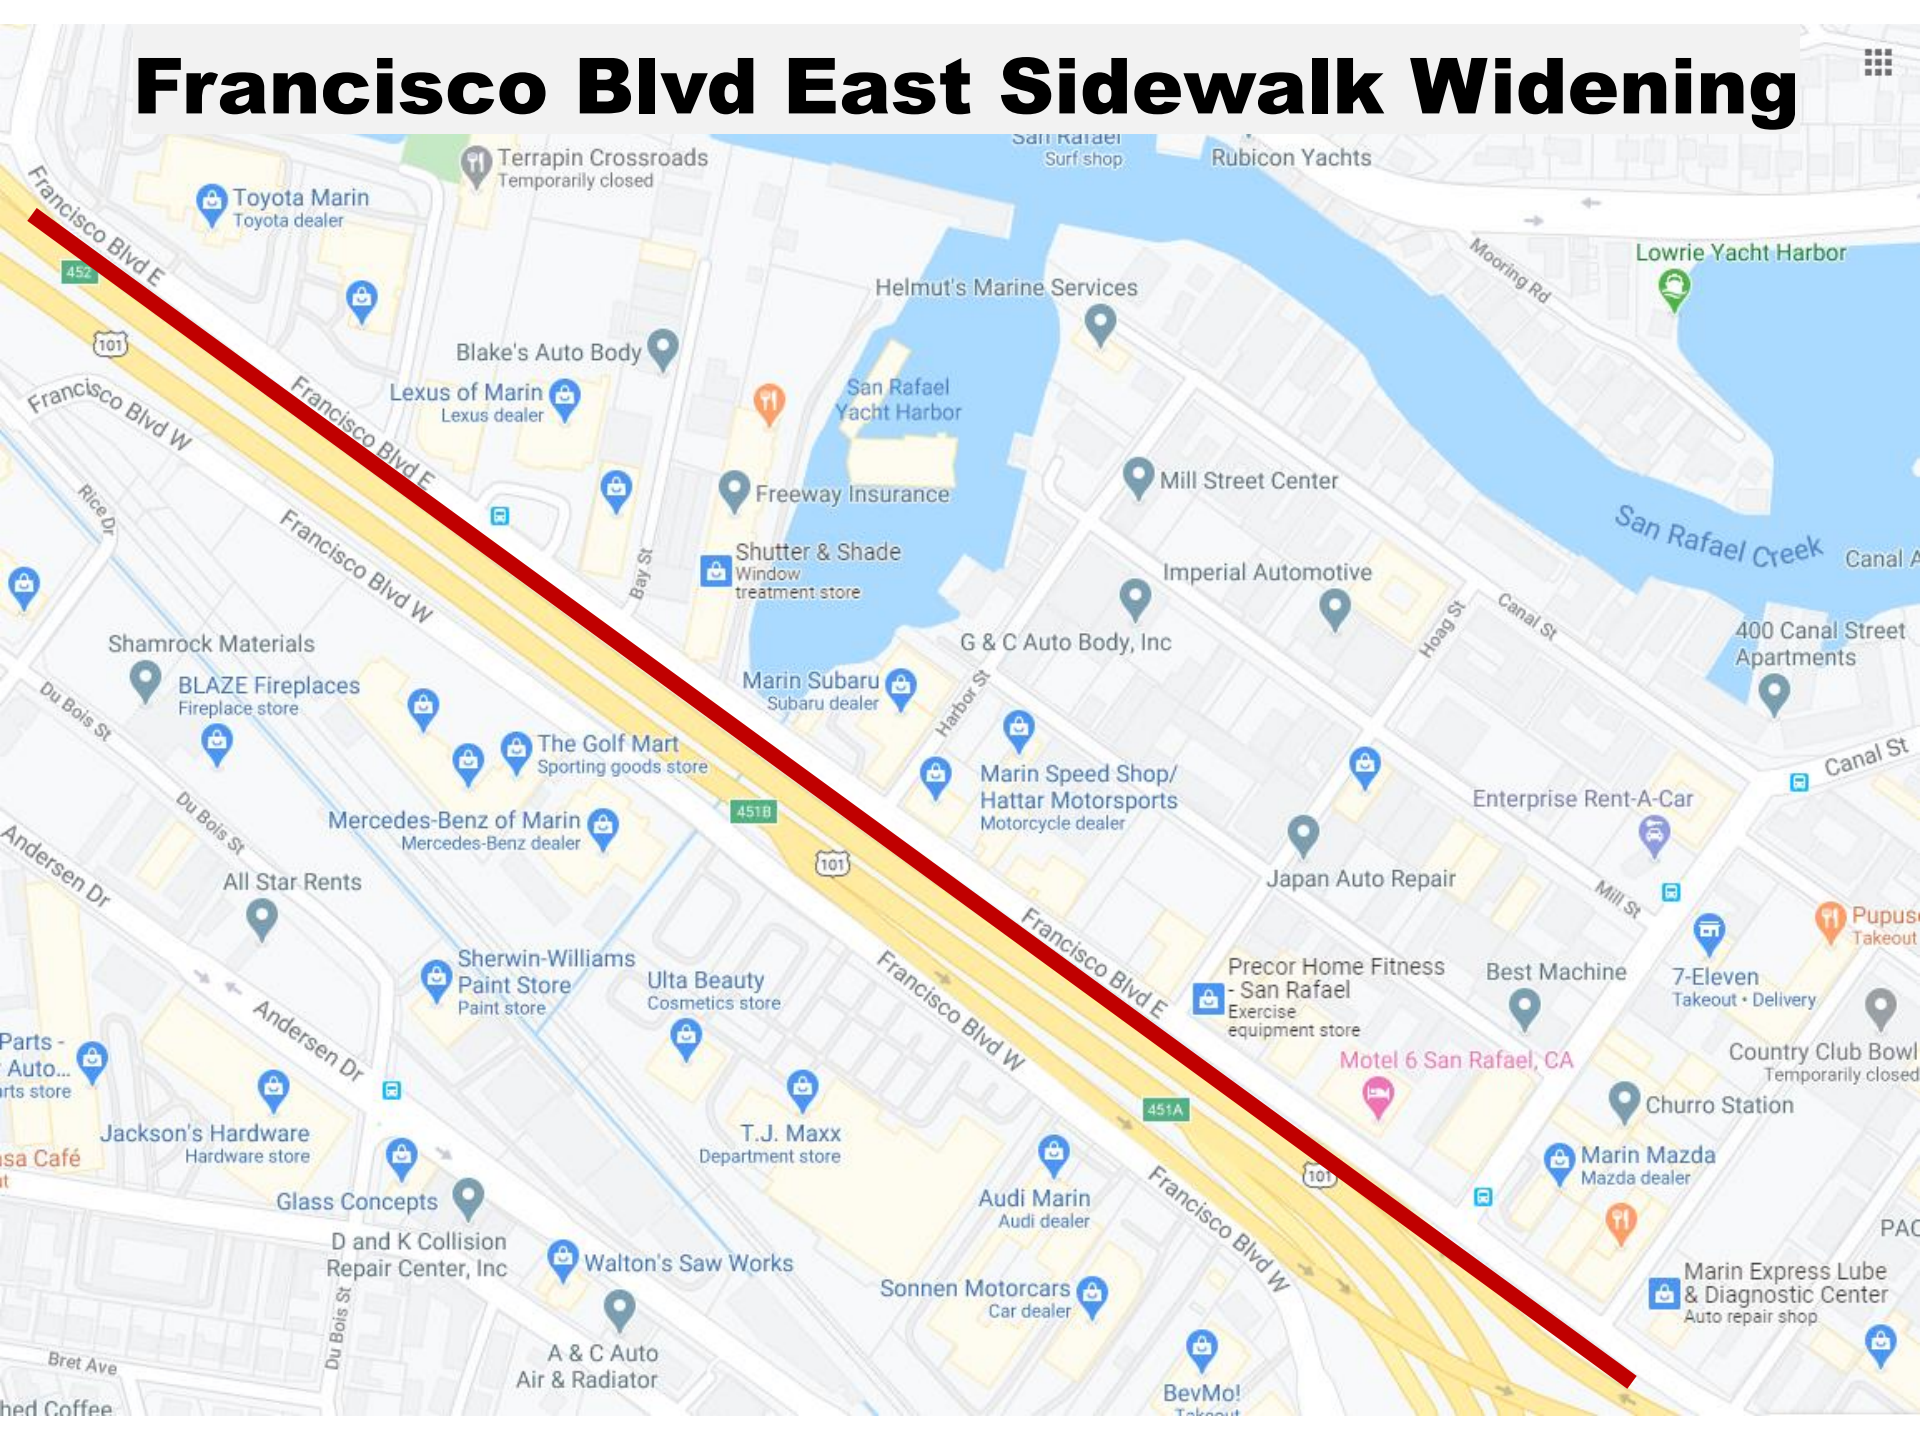 Francisco Blvd East Sidewalk Widening
San Rafael
Surf shop
Rubicon Yachts
Terrapin Crossroads
Temporarily closed
Toyota Marin
Toyota dealer
Francisco Blvd E
452
101
Lowrie Yacht Harbor
Mooring Rd
Helmut's Marine Services
Blake's Auto Body
Lexus of Marin
Lexus dealer
San Rafael
Yacht Harbor
Francisco Blvd E
Francisco Blvd W
Rice Dr
Freeway Insurance
Mill Street Center
San Rafael Creek
Canal A
Francisco Blvd W
Bay St
Shutter & Shade
Window
treatment store
Imperial Automotive
Hoag St
Canal St
400 Canal Street
Apartments
Shamrock Materials
BLAZE Fireplaces
Fireplace store
G & C Auto Body, Inc
Marin Subaru
Subaru dealer
Harbor St
Du Bois St
The Golf Mart
Sporting goods store
Marin Speed Shop/
Hattar Motorsports
Motorcycle dealer
Canal St
Enterprise Rent-A-Car
451B
Mercedes-Benz of Marin
Mercedes-Benz dealer
Du Bois St
101
Andersen Dr
All Star Rents
Japan Auto Repair
Mill St
Pupus
Takeout
Francisco Blvd E
Francisco Blvd W
Sherwin-Williams
Paint Store
Paint store
Ulta Beauty
Cosmetics store
Precor Home Fitness
- San Rafael
Exercise
equipment store
Best Machine
7-Eleven
Takeout • Delivery
Andersen Dr
Parts -
Auto...
arts store
Motel 6 San Rafael, CA
Country Club Bowl
Temporarily closed
451A
Churro Station
Jackson's Hardware
Hardware store
T.J. Maxx
Department store
sa Café
Marin Mazda
Mazda dealer
101
Glass Concepts
Audi Marin
Audi dealer
Francisco Blvd W
PAC
D and K Collision
Repair Center, Inc
Walton's Saw Works
Sonnen Motorcars
Car dealer
Marin Express Lube
& Diagnostic Center
Auto repair shop
Du Bois St
Bret Ave
A & C Auto
Air & Radiator
BevMo!
Takeout
hed Coffee